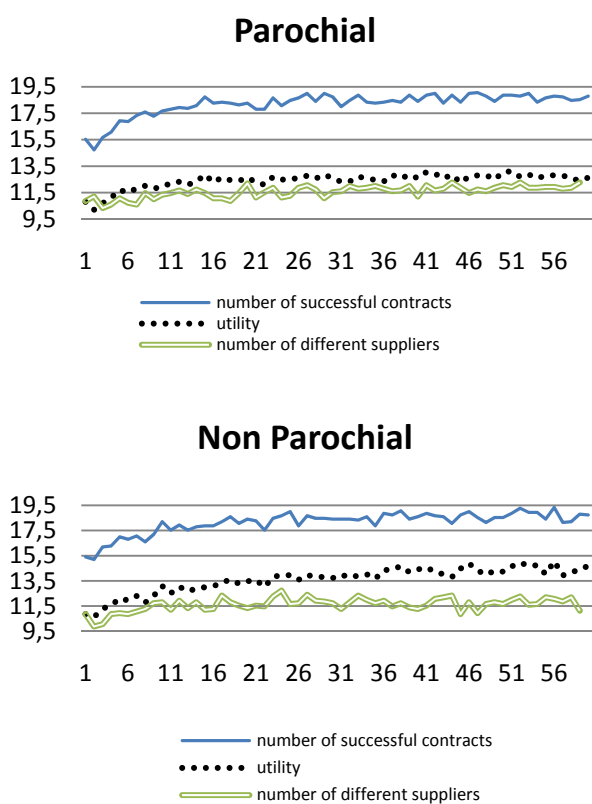 Parochial
19,5
17,5
15,5
13,5
11,5
9,5
1 6 11 16 21 26 31 36 41 46 51 56
number of successful contracts
utility
number of different suppliers
Non Parochial
19,5
17,5
15,5
13,5
11,5
9,5
1 6 11 16 21 26 31 36 41 46 51 56
number of successful contracts
utility
number of different suppliers